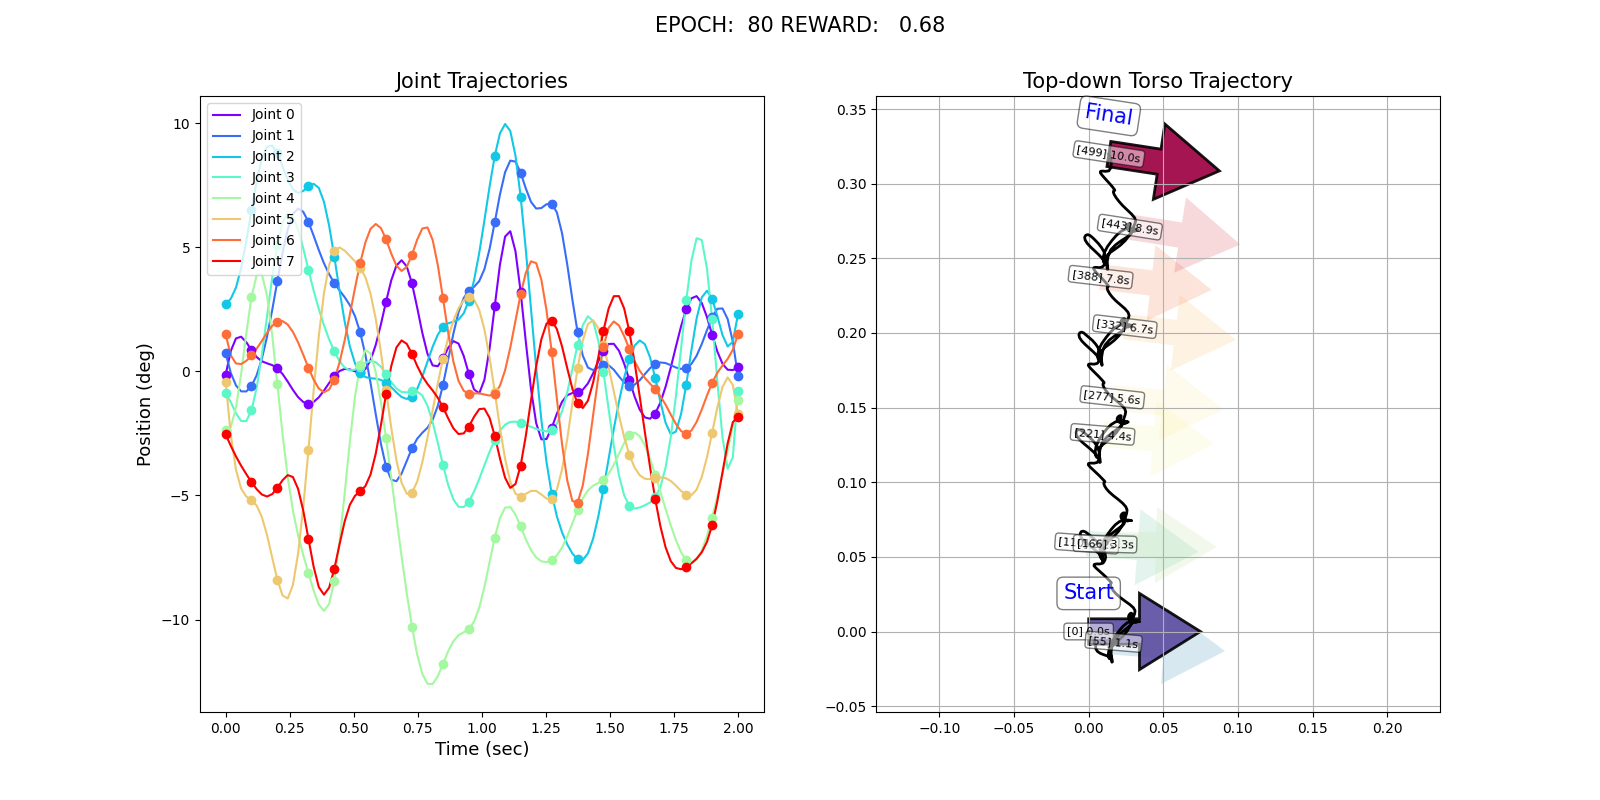 EPOCH:  80 REWARD:   0.68
Joint Trajectories
Position (deg)
10
5
0
−5
−10
Joint 0
Joint 1
Joint 2
Joint 3
Joint 4
Joint 5
Joint 6
Joint 7
0.00 0.25 0.50 0.75 1.00 1.25 1.50 1.75 2.00
Time (sec)
Top-down Torso Trajectory
0.35
0.30
0.25
0.20
0.15
0.10
0.05
0.00
−0.05
Final
[499] 10.0s
[443] 8.9s
[388] 7.8s
[332] 6.7s
[277] 5.6s
[221] 4.4s
[166] 3.3s
Start
[0] 0.0s
[55] 1.1s
−0.10 −0.05 0.00 0.05 0.10 0.15 0.20